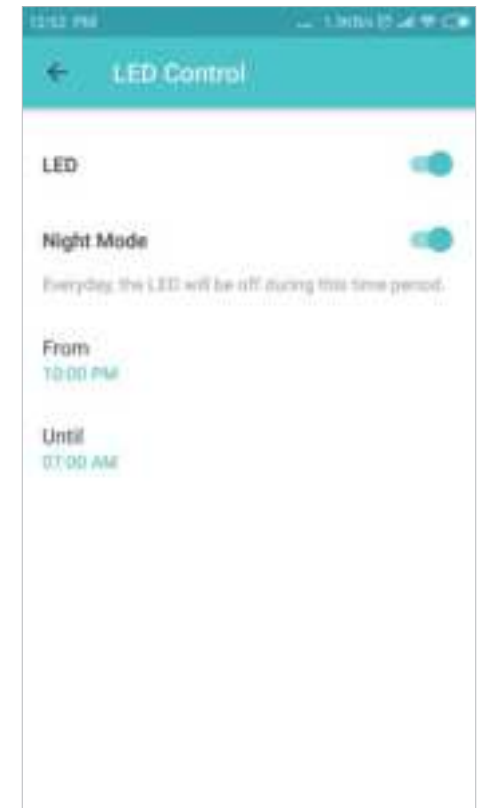 LED Control
LED
Night Mode
Everyday, the LED will be off during this time period.
From
10:00 PM
Until
07:00 AM